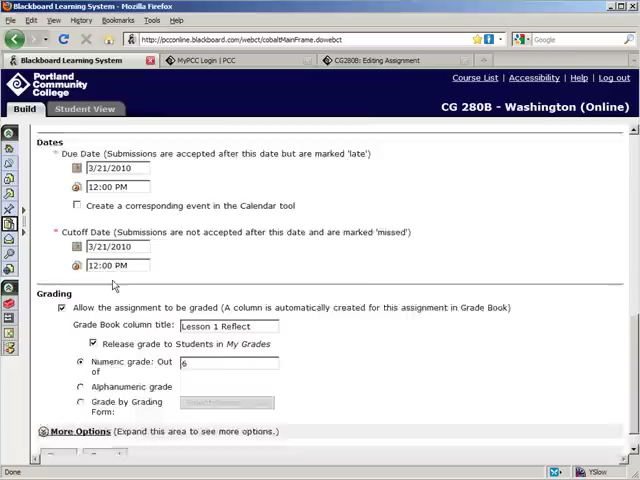 Blackboard Learning System - Mozilla Firefox
File Edit View History Bookmarks Tools Help
http://pcconline.blackboard.com/webct/cobaltMainFrame.dowebct
Google
Blackboard Learning System
MyPCC Login | PCC
CG280B: Editing Assignment
Portland Community College
Course List | Accessibility | Help | Log out
Build
Student View
CG 280B - Washington (Online)
Dates
* Due Date (Submissions are accepted after this date but are marked 'late')
3/21/2010
12:00 PM
Create a corresponding event in the Calendar tool
* Cutoff Date (Submissions are not accepted after this date and are marked 'missed')
3/21/2010
12:00 PM
Grading
Allow the assignment to be graded (A column is automatically created for this assignment in Grade Book)
Grade Book column title: Lesson 1 Reflect
Release grade to Students in My Grades
Numeric grade: Out of 6
Alphanumeric grade
Grade by Grading Form:
More Options (Expand this area to see more options.)
Done
YSlow